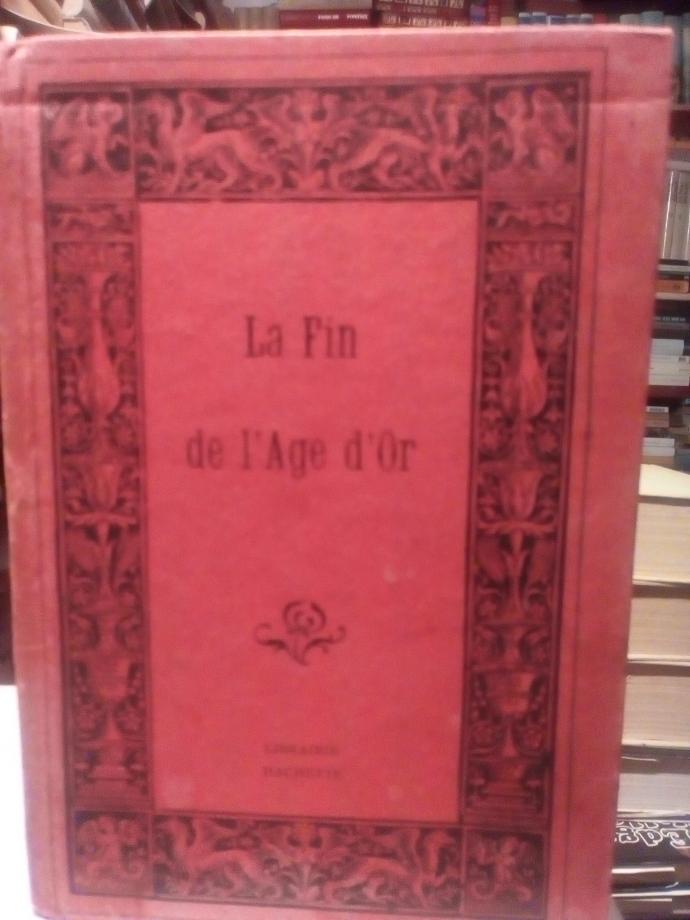 La Fin
de l'Age d'Or
LIBRAIRIE
HACHETTE